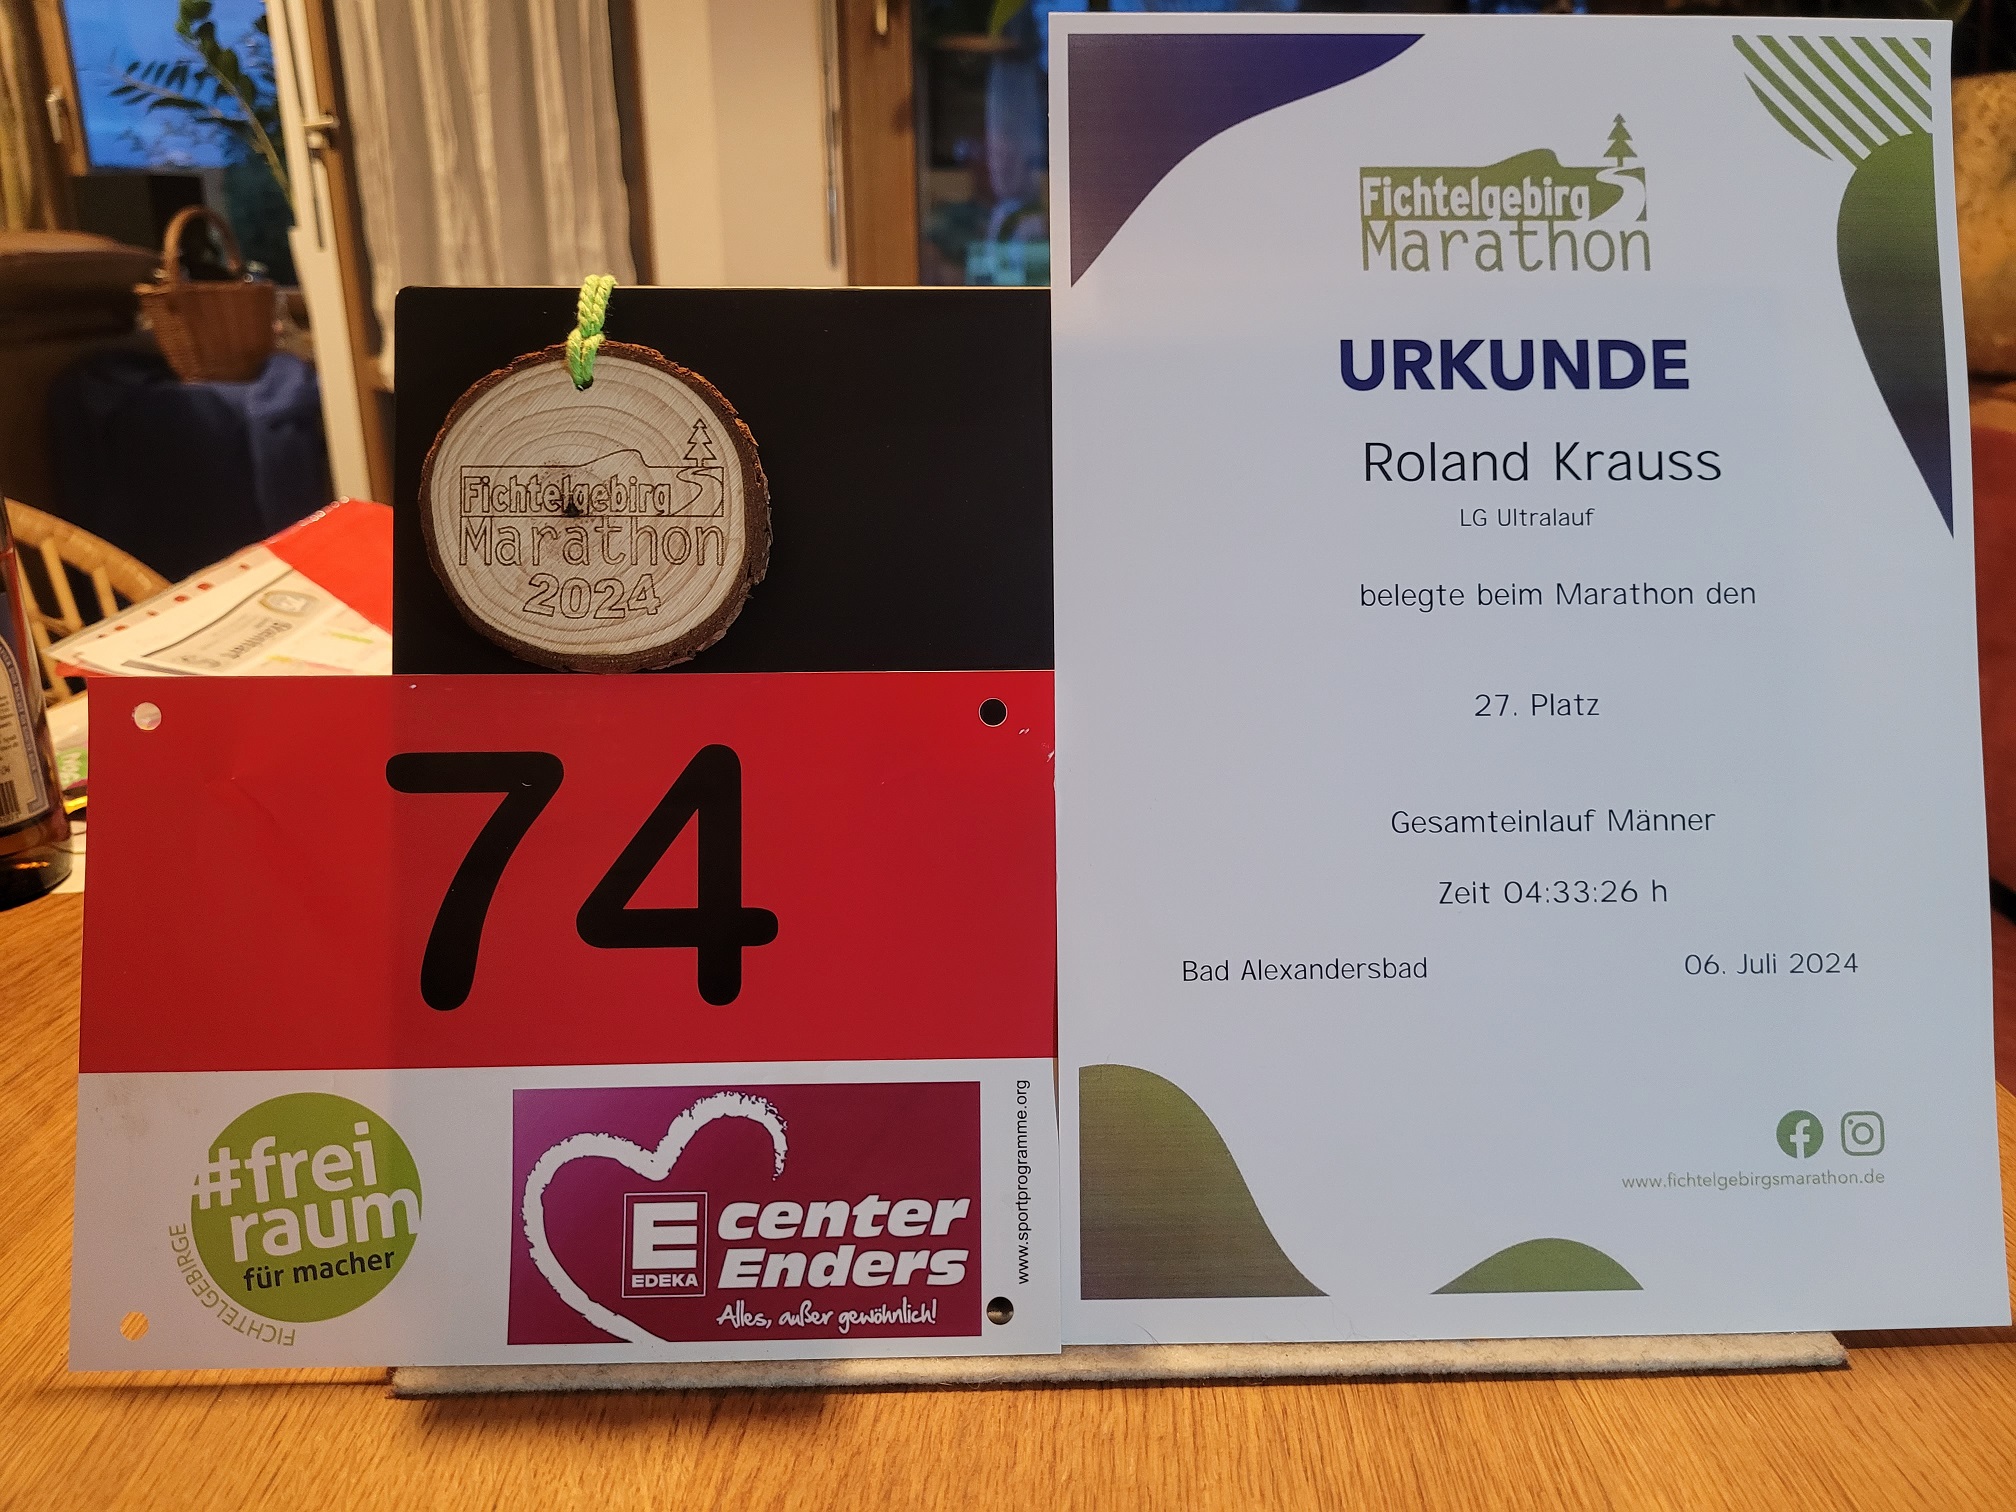 Fichtelgebirg
Marathon
2024
74
#frei
raum
für macher
FICHTELGEBIRGE
E
EDEKA
center
Enders
Alles, außer gewöhnlich!
www.sportprogramme.org
Fichtelgebirg
Marathon
URKUNDE
Roland Krauss
LG Ultralauf
belegte beim Marathon den
27. Platz
Gesamteinlauf Männer
Zeit 04:33:26 h
Bad Alexandersbad
06. Juli 2024
www.fichtelgebirgsmarathon.de